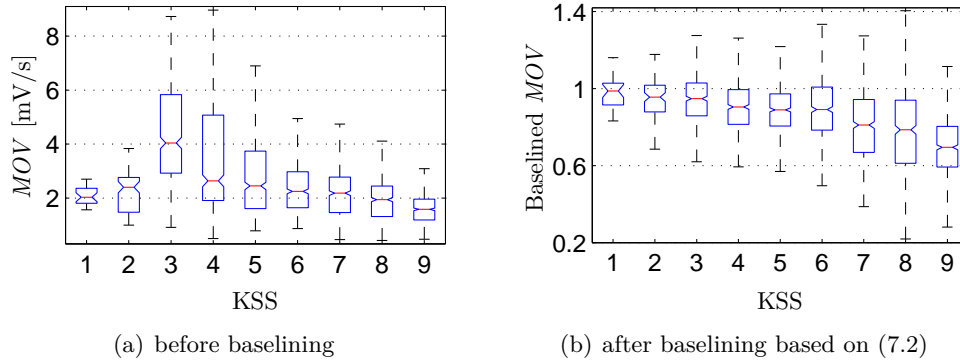 8
6
4
2
MOV [mV/s]
1 2 3 4 5 6 7 8 9
KSS
(a) before baselining
1.4
1
0.6
0.2
Baselined MOV
1 2 3 4 5 6 7 8 9
KSS
(b) after baselining based on (7.2)